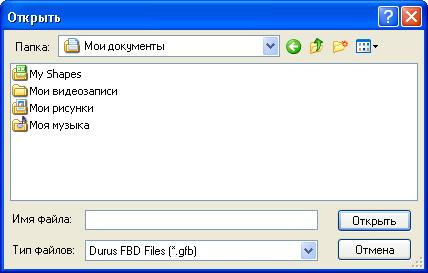 Открыть
Папка: Мои документы
My Shapes
Мои видеозаписи
Мои рисунки
Моя музыка
Имя файла: Открыть
Тип файлов: Durus FBD Files (*.gfb) Отмена